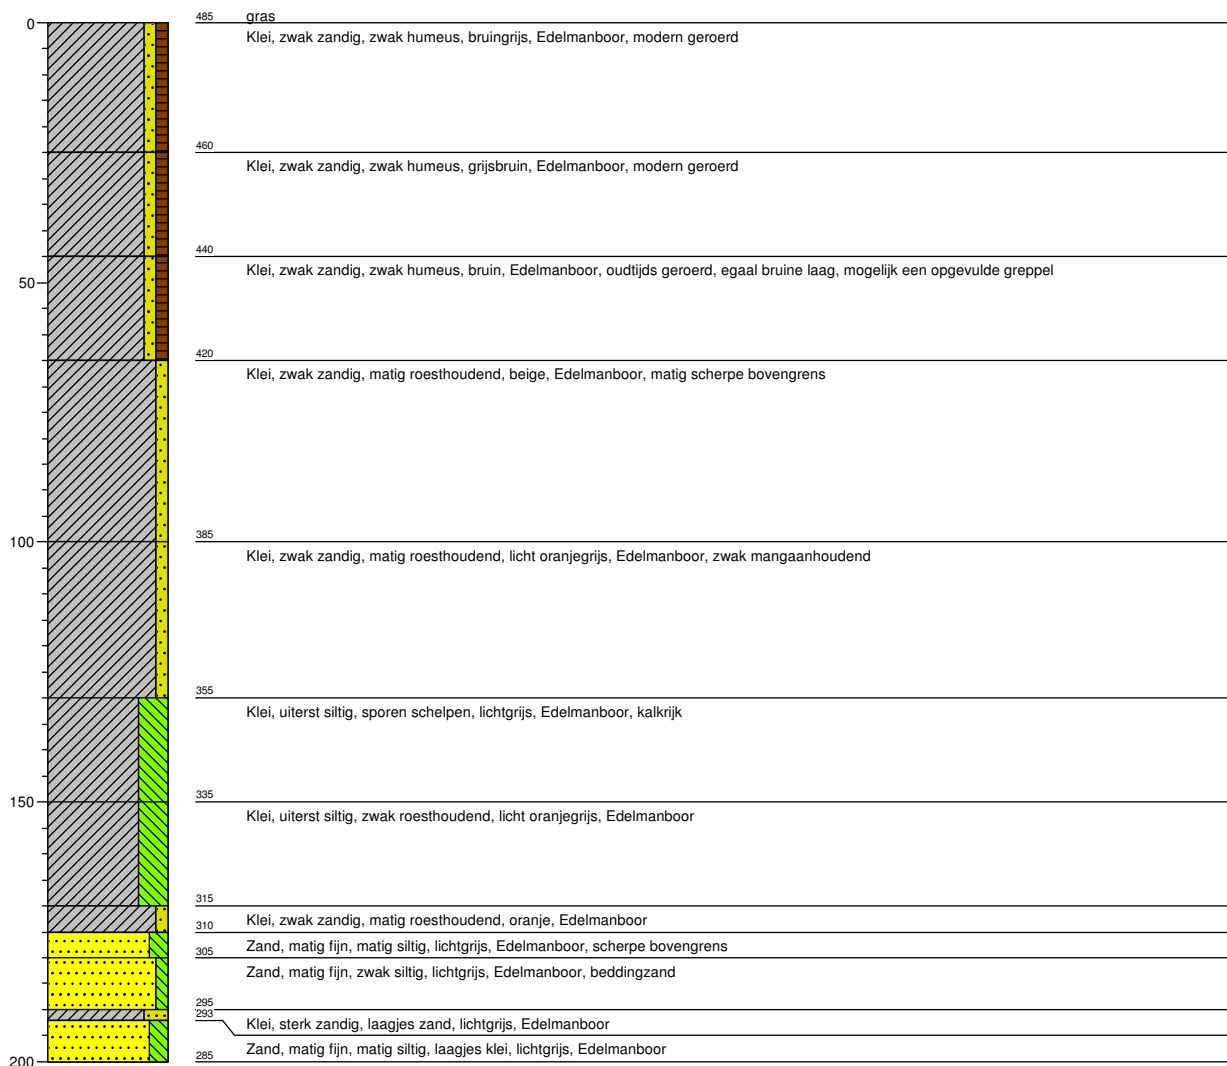 0
485 gras
Klei, zwak zandig, zwak humeus, bruingrijs, Edelmanboor, modern geroerd
460
Klei, zwak zandig, zwak humeus, grijsbruin, Edelmanboor, modern geroerd
440
Klei, zwak zandig, zwak humeus, bruin, Edelmanboor, oudtijds geroerd, egaal bruine laag, mogelijk een opgevulde greppel
50
420
Klei, zwak zandig, matig roesthoudend, beige, Edelmanboor, matig scherpe bovengrens
100
385
Klei, zwak zandig, matig roesthoudend, licht oranjegrijs, Edelmanboor, zwak mangaanhoudend
355
Klei, uiterst siltig, sporen schelpen, lichtgrijs, Edelmanboor, kalkrijk
150
335
Klei, uiterst siltig, zwak roesthoudend, licht oranjegrijs, Edelmanboor
315
Klei, zwak zandig, matig roesthoudend, oranje, Edelmanboor
310
Zand, matig fijn, matig siltig, lichtgrijs, Edelmanboor, scherpe bovengrens
305
Zand, matig fijn, zwak siltig, lichtgrijs, Edelmanboor, beddingzand
295
293
Klei, sterk zandig, laagjes zand, lichtgrijs, Edelmanboor
Zand, matig fijn, matig siltig, laagjes klei, lichtgrijs, Edelmanboor
200
285